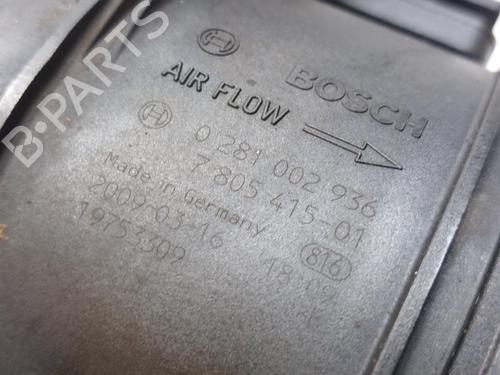 BOSCH
AIR FLOW
0 281 002 936
7 805 415-01
Made in Germany
816
2009-03-16 18:09
19753309
B-PARTS